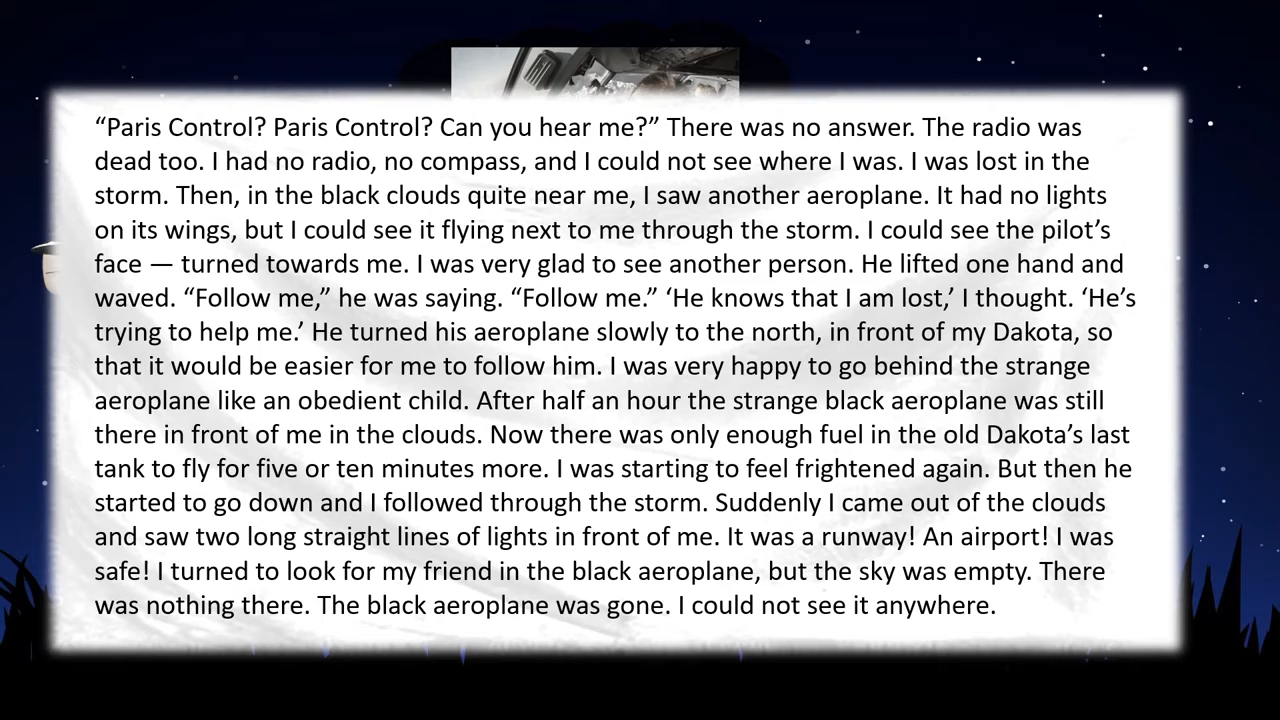 “Paris Control? Paris Control? Can you hear me?” There was no answer. The radio was
dead too. I had no radio, no compass, and I could not see where I was. I was lost in the
storm. Then, in the black clouds quite near me, I saw another aeroplane. It had no lights
on its wings, but I could see it flying next to me through the storm. I could see the pilot’s
face — turned towards me. I was very glad to see another person. He lifted one hand and
waved. “Follow me,” he was saying. “Follow me.” ‘He knows that I am lost,’ I thought. ‘He’s
trying to help me.’ He turned his aeroplane slowly to the north, in front of my Dakota, so
that it would be easier for me to follow him. I was very happy to go behind the strange
aeroplane like an obedient child. After half an hour the strange black aeroplane was still
there in front of me in the clouds. Now there was only enough fuel in the old Dakota’s last
tank to fly for five or ten minutes more. I was starting to feel frightened again. But then he
started to go down and I followed through the storm. Suddenly I came out of the clouds
and saw two long straight lines of lights in front of me. It was a runway! An airport! I was
safe! I turned to look for my friend in the black aeroplane, but the sky was empty. There
was nothing there. The black aeroplane was gone. I could not see it anywhere.